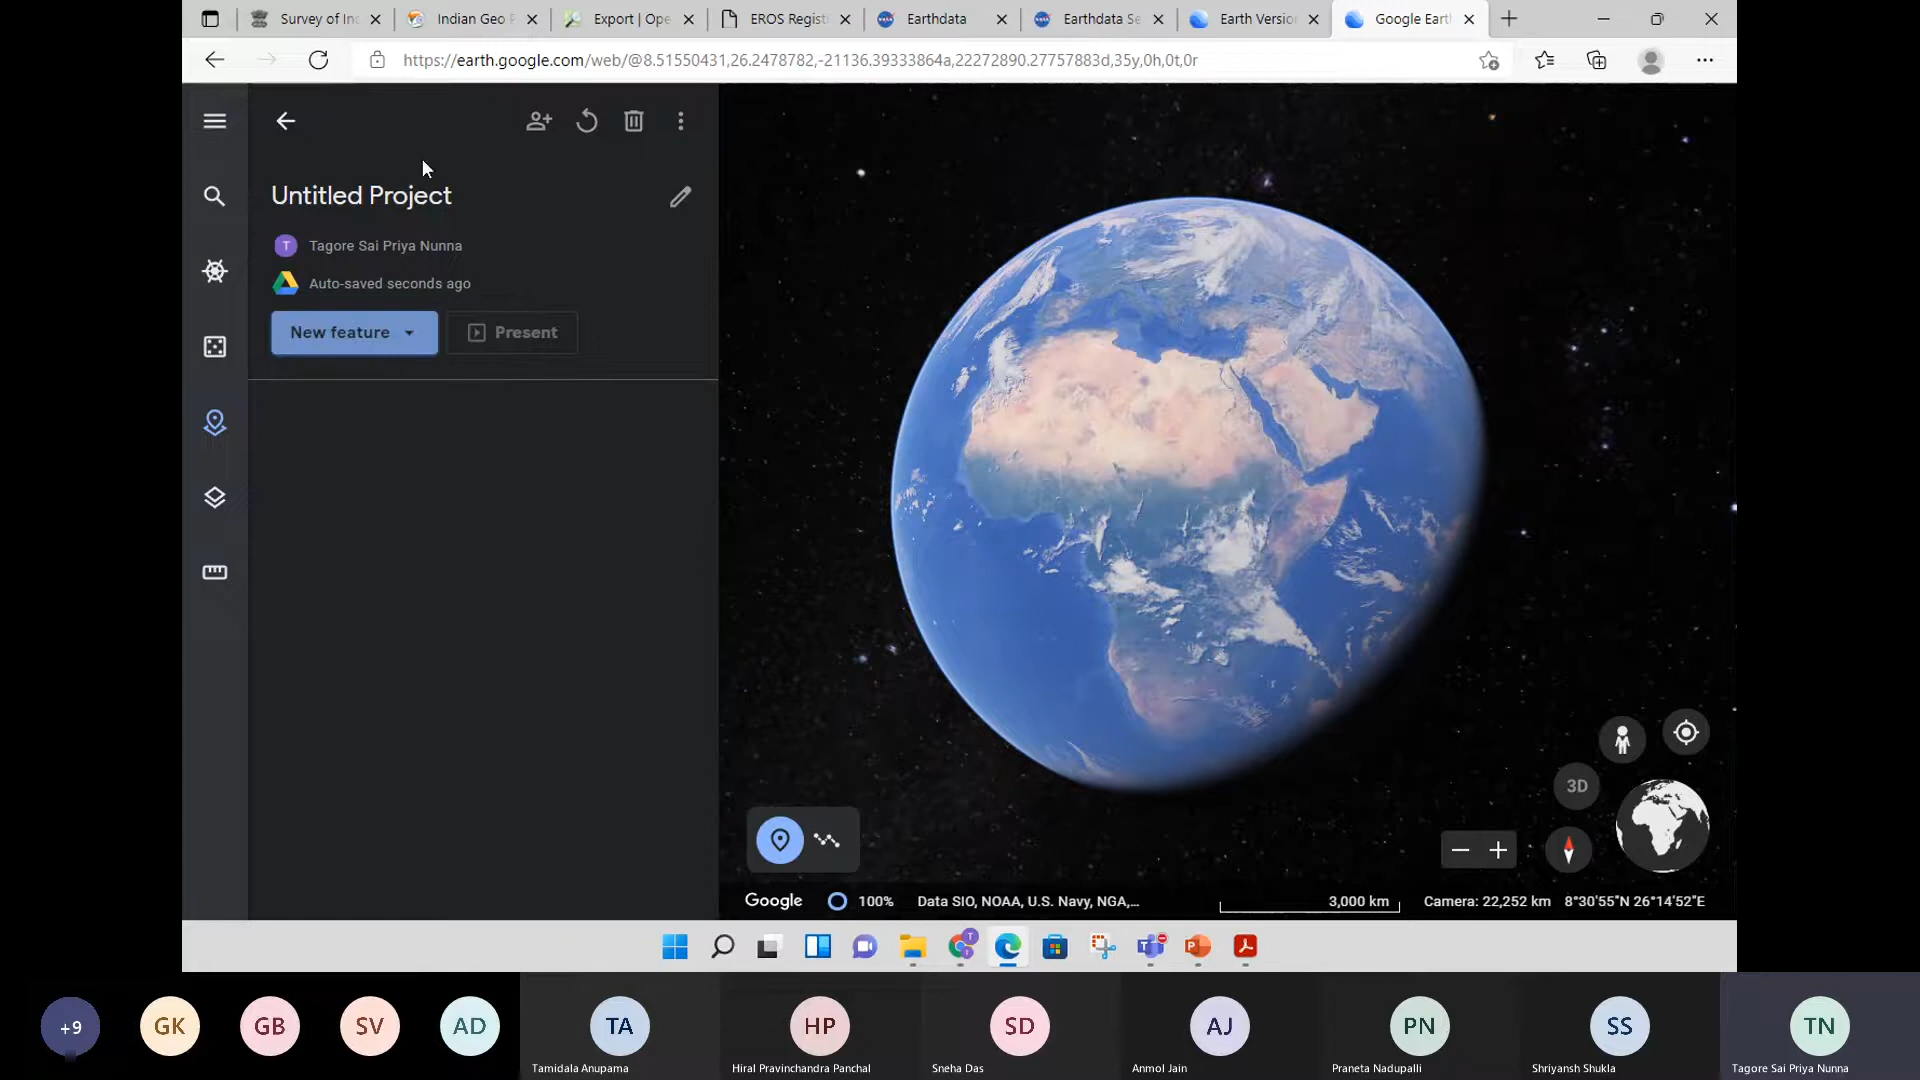 Survey of Ind
Indian Geo P
Export | Ope
EROS Regist
Earthdata
Earthdata Se
Earth Versio
Google Eart
https://earth.google.com/web/@8.51550431,26.2478782,-21136.39333864a,22272890.27757883d,35y,0h,0t,0r
Untitled Project
T
Tagore Sai Priya Nunna
Auto-saved seconds ago
New feature
Present
3D
Google
100%
Data SIO, NOAA, U.S. Navy, NGA,...
3,000 km
Camera: 22,252 km
8°30'55"N 26°14'52"E
+9
GK
GB
SV
AD
TA
HP
SD
AJ
PN
SS
TN
Tamidala Anupama
Hiral Pravinchandra Panchal
Sneha Das
Anmol Jain
Praneta Nadupalli
Shriyansh Shukla
Tagore Sai Priya Nunna